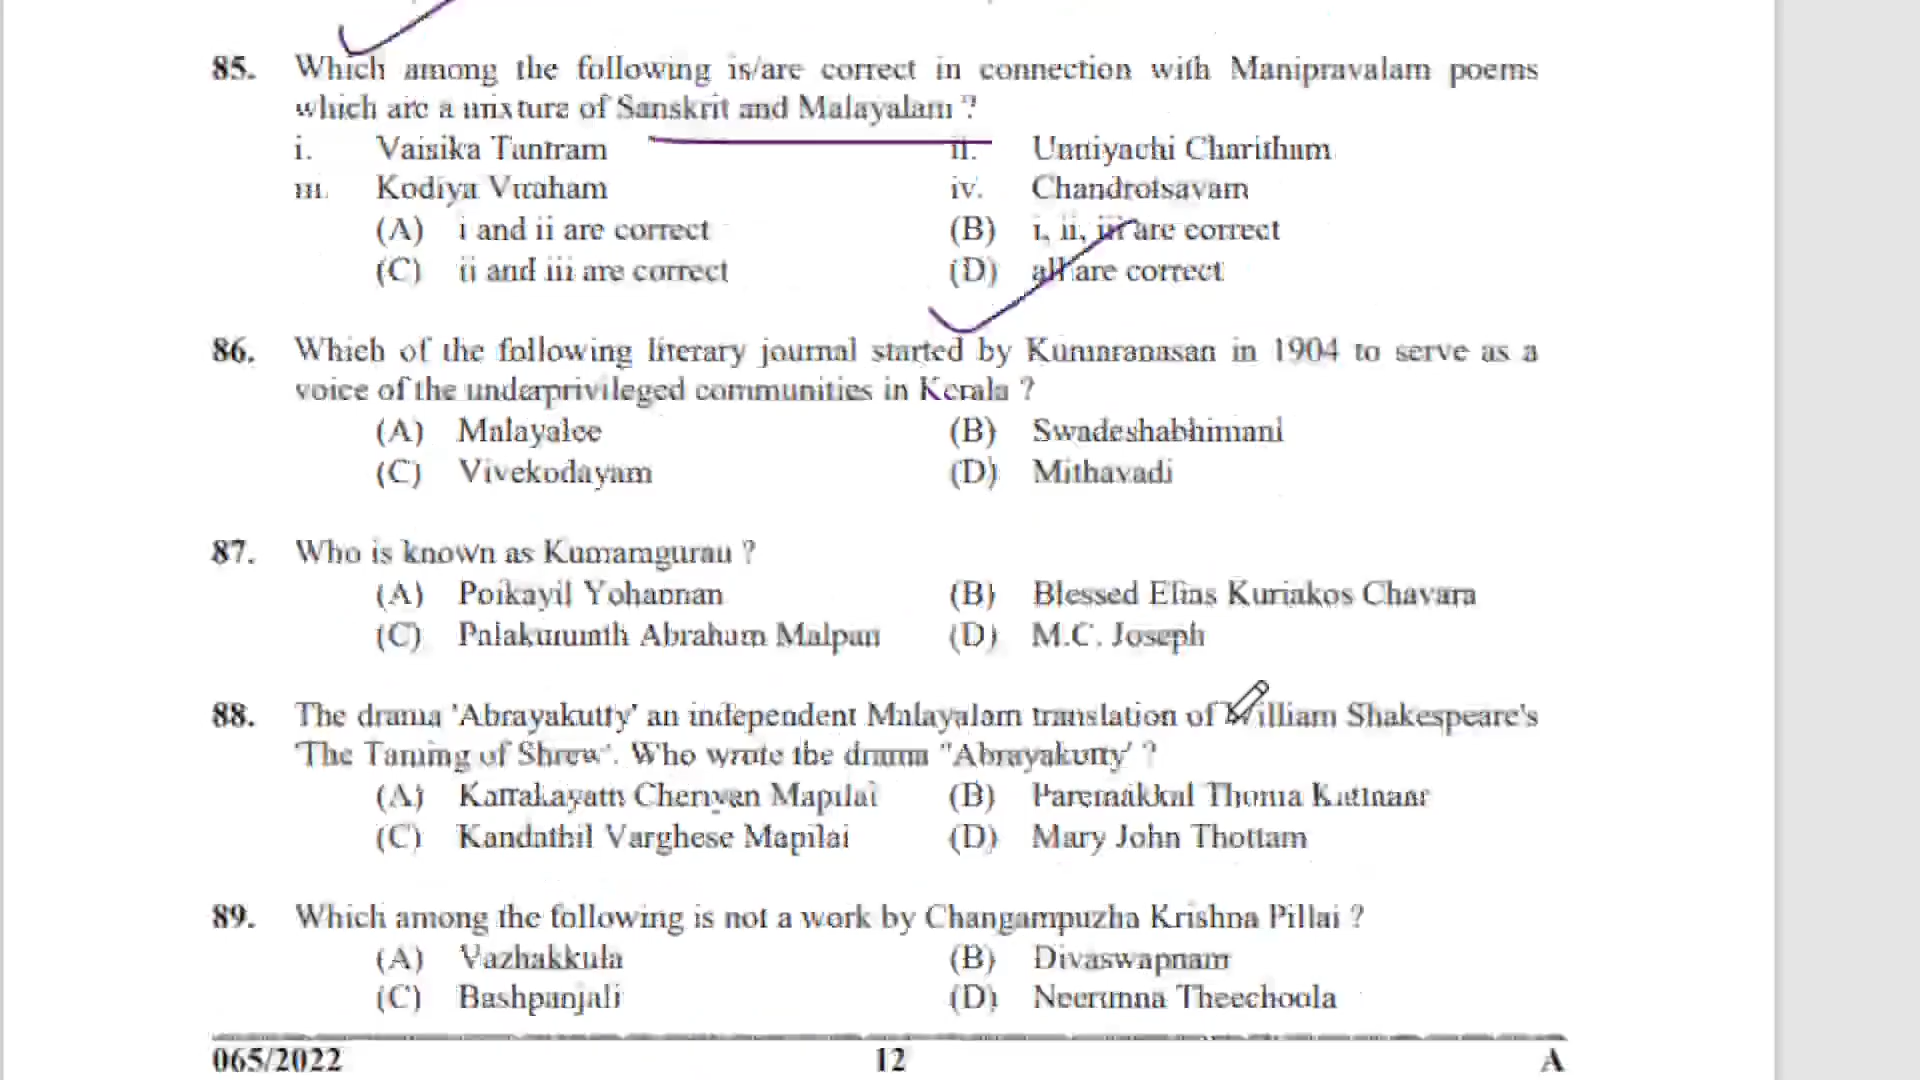 85. Which among the following is/are correct in connection with Manipravalam poems
which are a mixture of Sanskrit and Malayalam ?
i. Vaisika Tantram ii. Unniyachi Charitham
iii. Kodiya Viraham iv. Chandrotsavam
(A) i and ii are correct (B) i, ii, iii are correct
(C) ii and iii are correct (D) all are correct
86. Which of the following literary journal started by Kumaranasan in 1904 to serve as a
voice of the underprivileged communities in Kerala ?
(A) Malayalee (B) Swadeshabhimani
(C) Vivekodayam (D) Mithavadi
87. Who is known as Kumaragurau ?
(A) Poikayil Yohannan (B) Blessed Elias Kuriakos Chavara
(C) Palakunnath Abraham Malpan (D) M.C. Joseph
88. The drama 'Abrayakutty' an independent Malayalam translation of William Shakespeare's
'The Taming of Shrew'. Who wrote the drama "Abrayakutty' ?
(A) Kattakayam Cheriyan Mapilai (B) Paremakkal Thoma Kattnaar
(C) Kandathil Varghese Mapilai (D) Mary John Thottam
89. Which among the following is not a work by Changampuzha Krishna Pillai ?
(A) Vazhakkula (B) Divaswapnam
(C) Bashpanjali (D) Neerunna Theechoola
065/2022 12 A